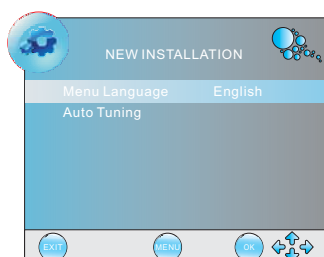 NEW INSTALLATION
Menu Language English
Auto Tuning
EXIT MENU OK